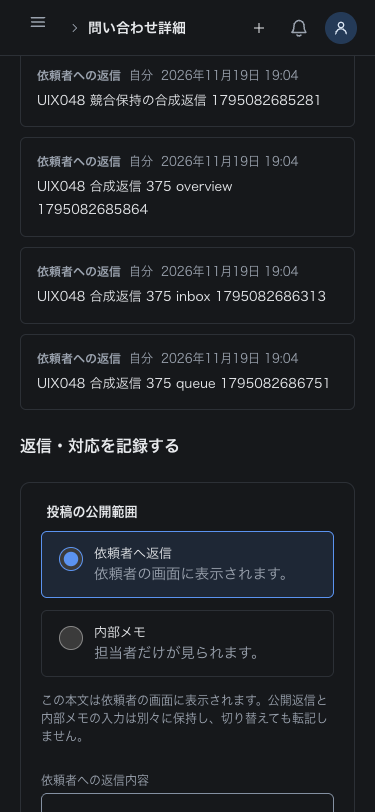 問い合わせ詳細
依頼者への返信 自分 2026年11月19日 19:04
UIX048 競合保持の合成返信 1795082685281
依頼者への返信 自分 2026年11月19日 19:04
UIX048 合成返信 375 overview
1795082685864
依頼者への返信 自分 2026年11月19日 19:04
UIX048 合成返信 375 inbox 1795082686313
依頼者への返信 自分 2026年11月19日 19:04
UIX048 合成返信 375 queue 1795082686751
返信・対応を記録する
投稿の公開範囲
依頼者へ返信
依頼者の画面に表示されます。
内部メモ
担当者だけが見られます。
この本文は依頼者の画面に表示されます。公開返信と
内部メモの入力は別々に保持し、切り替えても転記し
ません。
依頼者への返信内容